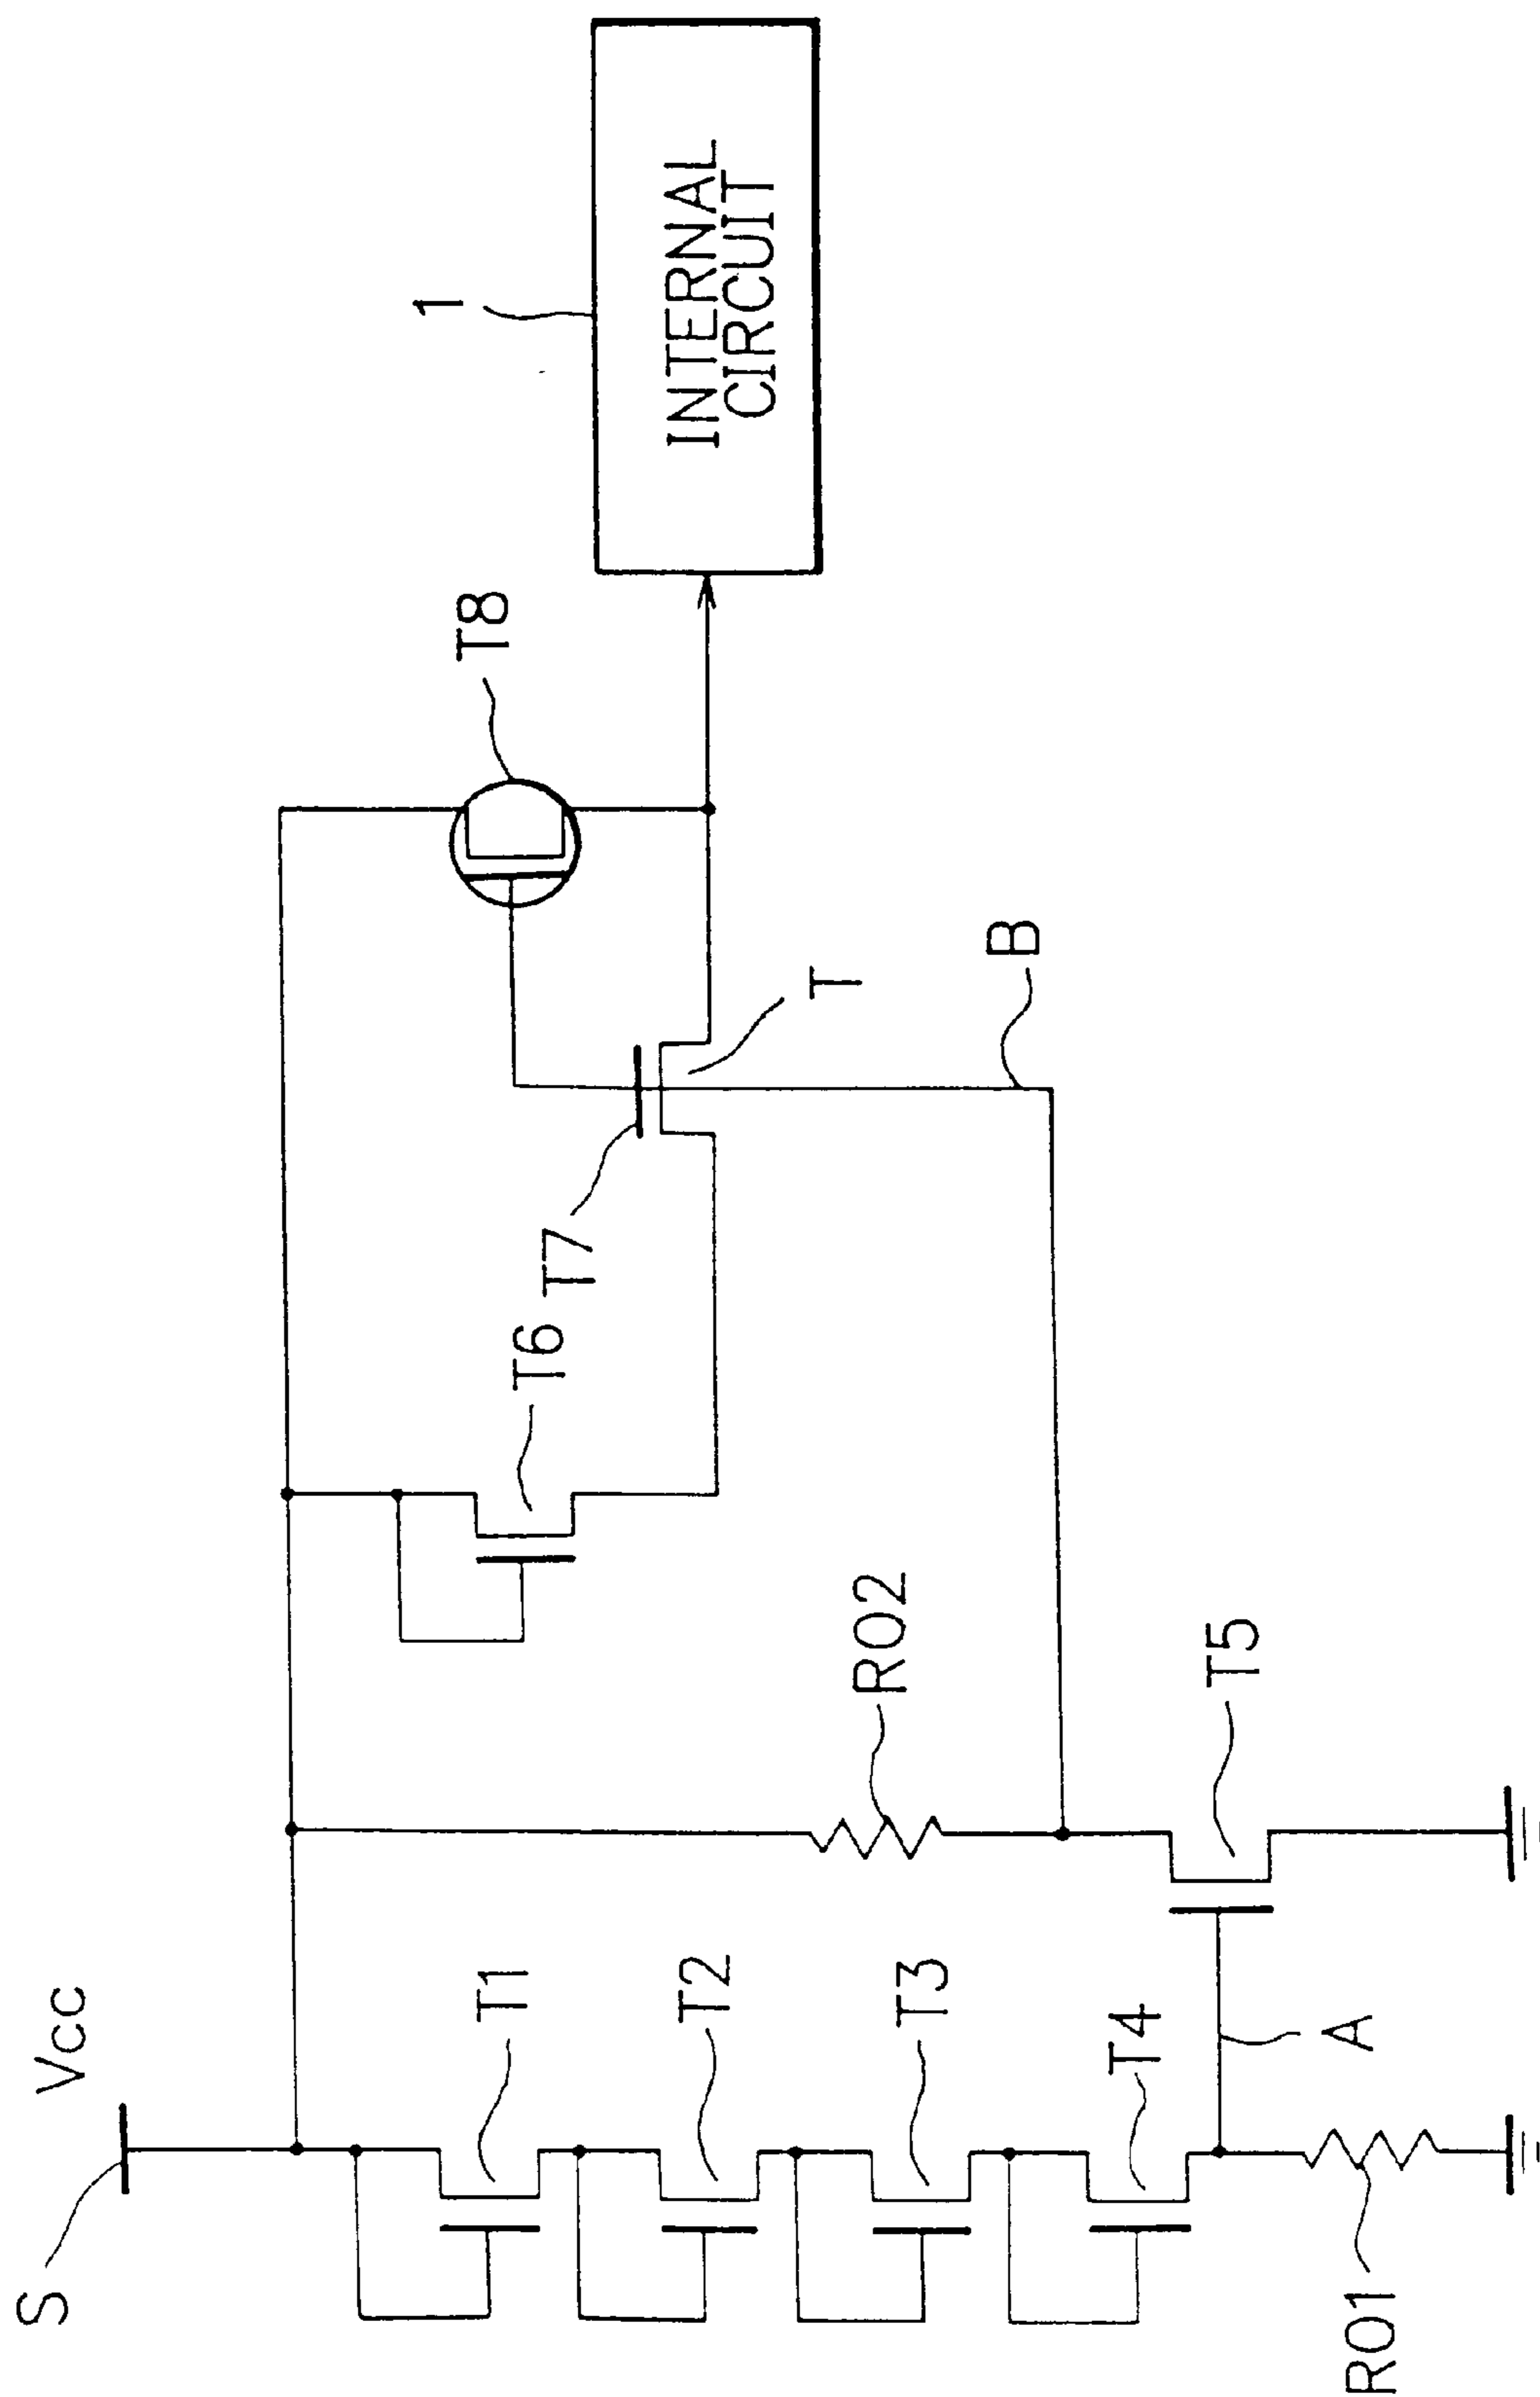 S
Vcc
T1
T2
T3
T4
R01
A
R02
T5
T6
T7
T
B
T8
1
INTERNAL
CIRCUIT